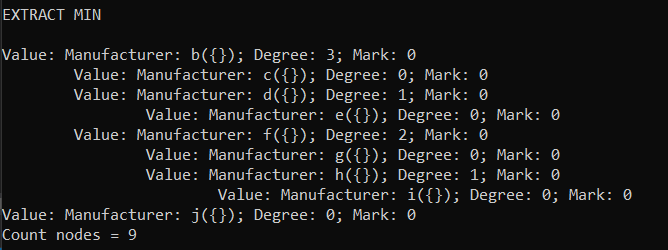 EXTRACT MIN
Value: Manufacturer: b({}); Degree: 3; Mark: 0
Value: Manufacturer: c({}); Degree: 0; Mark: 0
Value: Manufacturer: d({}); Degree: 1; Mark: 0
Value: Manufacturer: e({}); Degree: 0; Mark: 0
Value: Manufacturer: f({}); Degree: 2; Mark: 0
Value: Manufacturer: g({}); Degree: 0; Mark: 0
Value: Manufacturer: h({}); Degree: 1; Mark: 0
Value: Manufacturer: i({}); Degree: 0; Mark: 0
Value: Manufacturer: j({}); Degree: 0; Mark: 0
Count nodes = 9